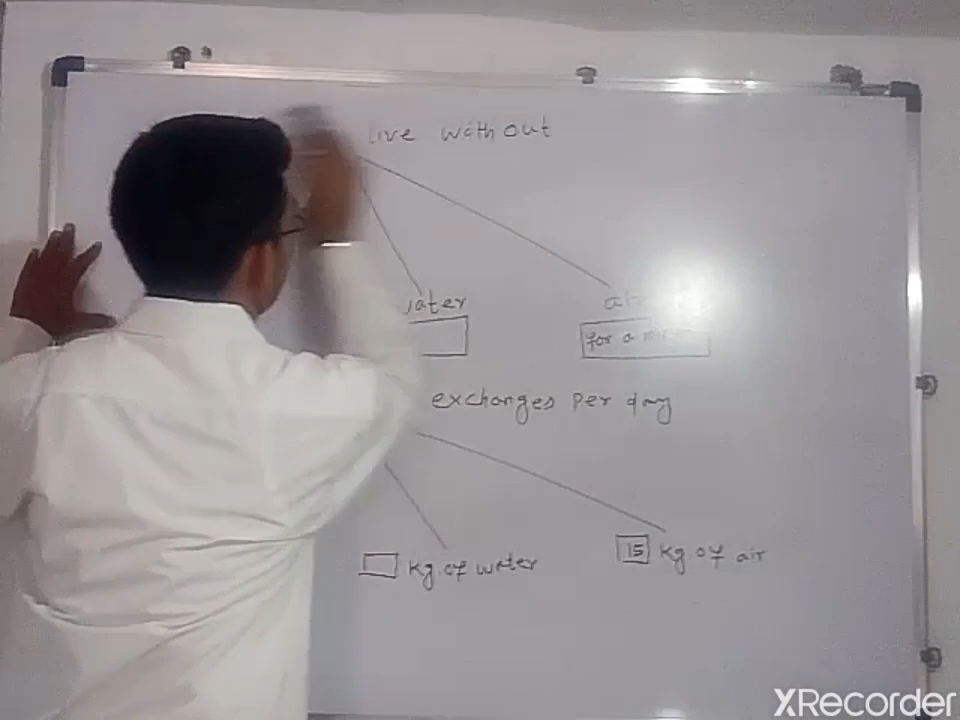 live without
water air
for a
exchanges per day
kg of water 15 kg of air
XRecorder